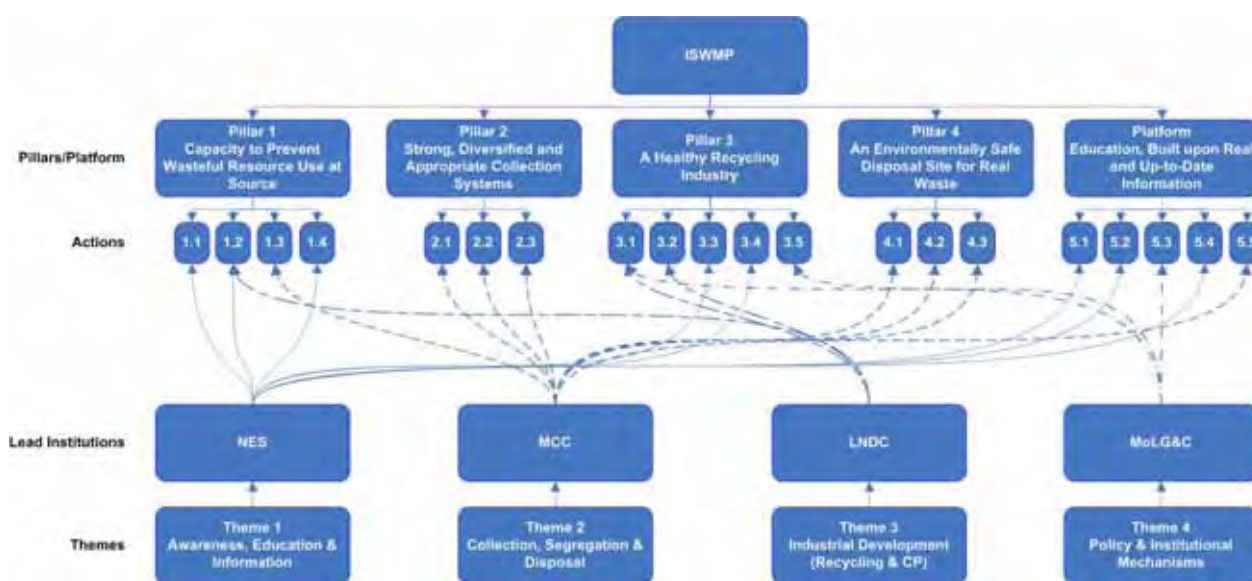 ISWMP
Pillars/Platform
Pillar 1
Capacity to Prevent
Wasteful Resource Use at
Source
Pillar 2
Strong, Diversified and
Appropriate Collection
Systems
Pillar 3
A Healthy Recycling
Industry
Pillar 4
An Environmentally Safe
Disposal Site for Real
Waste
Platform
Education, Built upon Real
and Up-to-Date
Information
Actions
1.1 1.2 1.3 1.4 2.1 2.2 2.3 3.1 3.2 3.3 3.4 3.5 4.1 4.2 4.3 5.1 5.2 5.3 5.4 5.5
Lead Institutions
NES
MCC
LNDC
MoLG&C
Themes
Theme 1
Awareness, Education &
Information
Theme 2
Collection, Segregation &
Disposal
Theme 3
Industrial Development
(Recycling & CP)
Theme 4
Policy & Institutional
Mechanisms